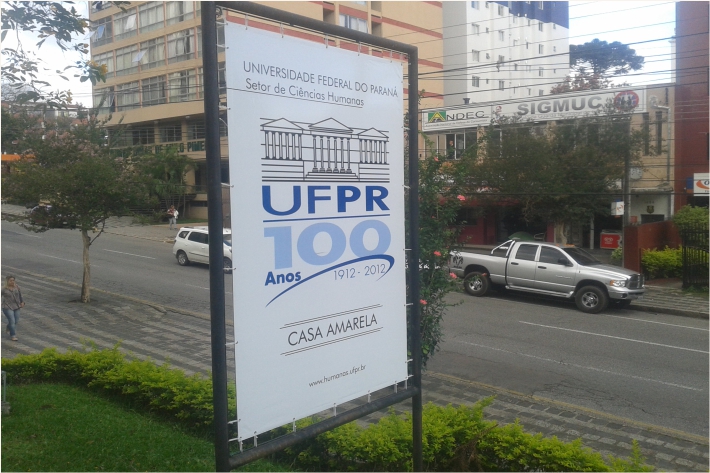 UNIVERSIDADE FEDERAL DO PARANÁ
Setor de Ciências Humanas
UFPR
100
Anos
1912 - 2012
CASA AMARELA
www.humanas.ufpr.br
ANDEC
SIGMUC